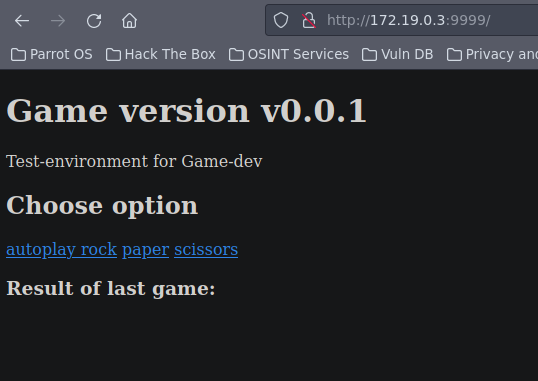 http://172.19.0.3:9999/
Parrot OS Hack The Box OSINT Services Vuln DB Privacy an
Game version v0.0.1
Test-environment for Game-dev
Choose option
autoplay rock paper scissors
Result of last game: